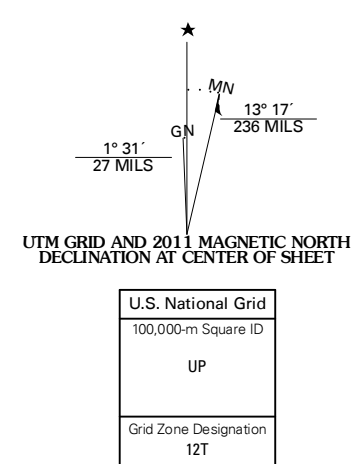 ★
MN
GN
13° 17´
236 MILS
1° 31´
27 MILS
UTM GRID AND 2011 MAGNETIC NORTH
DECLINATION AT CENTER OF SHEET
U.S. National Grid
100,000-m Square ID
UP
Grid Zone Designation
12T